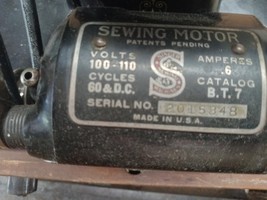 SEWING MOTOR
PATENTS PENDING
VOLTS
100-110
CYCLES
60 & D.C.
S
AMPERES
.6
CATALOG
B.T. 7
SERIAL NO.
MADE IN U.S.A.